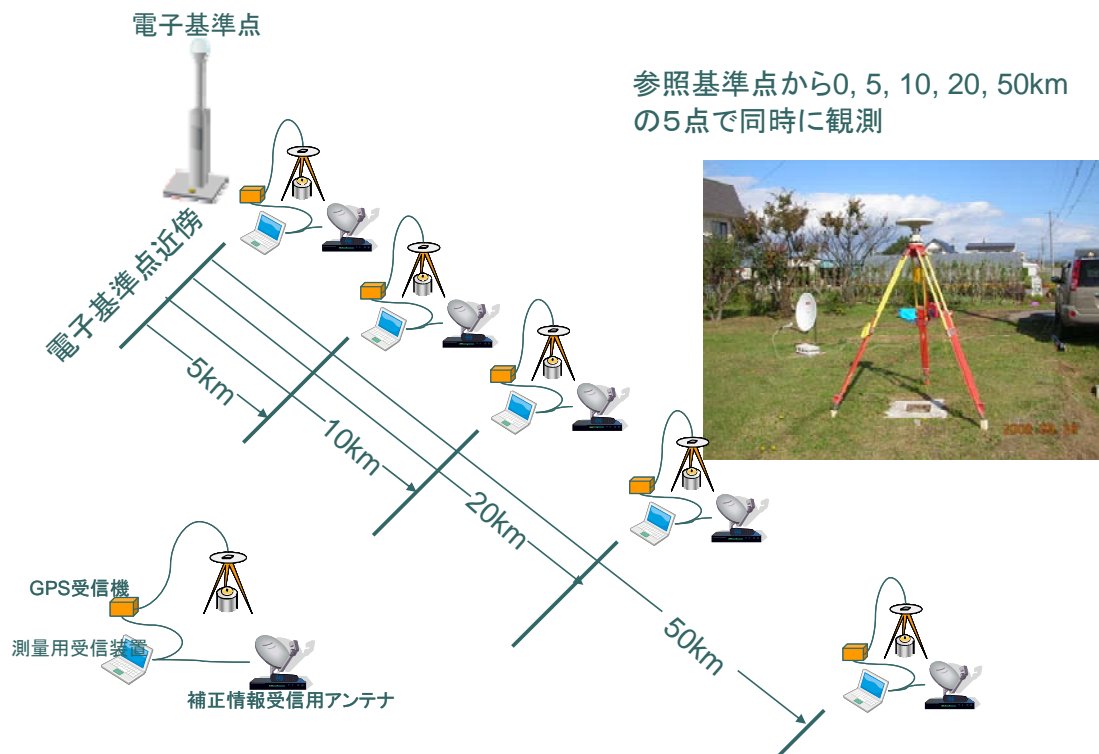 電子基準点
参照基準点から0, 5, 10, 20, 50km
の５点で同時に観測
電子基準点近傍
5km
10km
20km
50km
GPS受信機
測量用受信装置
補正情報受信用アンテナ